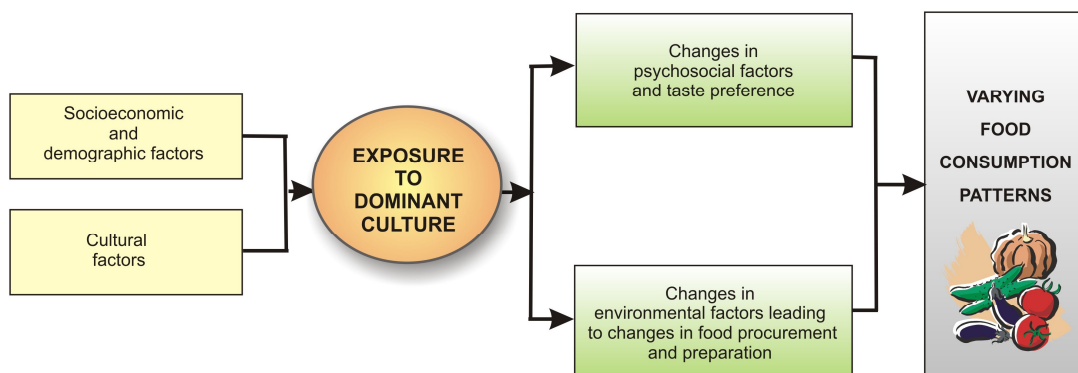 Socioeconomic
and
demographic factors
Cultural
factors
EXPOSURE
TO
DOMINANT
CULTURE
Changes in
psychosocial factors
and taste preference
Changes in
environmental factors leading
to changes in food procurement
and preparation
VARYING
FOOD
CONSUMPTION
PATTERNS